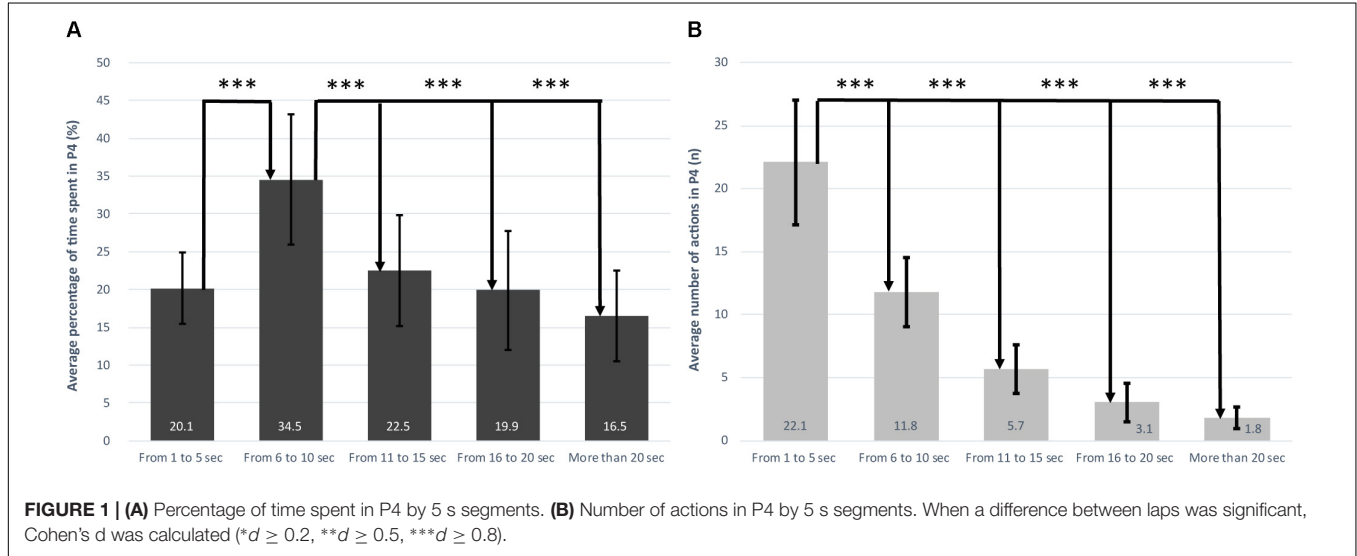 A
B
50
45
40
35
30
25
20
15
10
5
0
Average percentage of time spent in P4 (%)
*** *** *** ***
20.1 34.5 22.5 19.9 16.5
From 1 to 5 sec From 6 to 10 sec From 11 to 15 sec From 16 to 20 sec More than 20 sec
30
25
20
15
10
5
0
Average number of actions in P4 (n)
*** *** *** ***
22.1 11.8 5.7 3.1 1.8
From 1 to 5 sec From 6 to 10 sec From 11 to 15 sec From 16 to 20 sec More than 20 sec
FIGURE 1 | (A) Percentage of time spent in P4 by 5 s segments. (B) Number of actions in P4 by 5 s segments. When a difference between laps was significant,
Cohen's d was calculated (*d ≥ 0.2, **d ≥ 0.5, ***d ≥ 0.8).